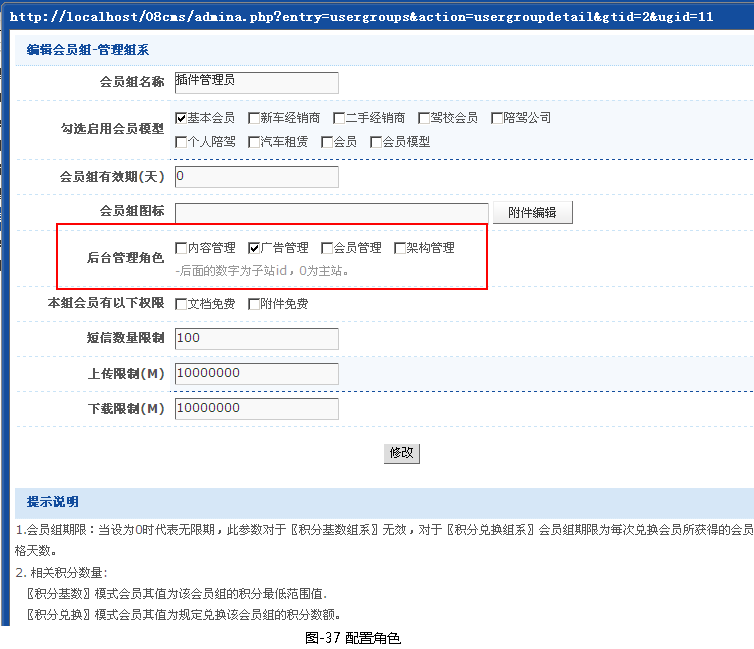 http://localhost/08cms/admina.php?entry=usergroups&action=usergroupdetail&gtid=2&ugid=11
编辑会员组-管理组系
会员组名称 插件管理员
勾选启用会员模型 基本会员 新车经销商 二手经销商 驾校会员 陪驾公司
个人陪驾 汽车租赁 会员 会员模型
会员组有效期(天) 0
会员组图标 附件编辑
后台管理角色 内容管理 广告管理 会员管理 架构管理
-后面的数字为子站id，0为主站。
本组会员有以下权限 文档免费 附件免费
短信数量限制 100
上传限制(M) 10000000
下载限制(M) 10000000
修改
提示说明
1.会员组期限：当设为0时代表无限期，此参数对于〖积分基数组系〗无效，对于〖积分兑换组系〗会员组期限为每次兑换会员所获得的会员
格天数。
2. 相关积分数量:
〖积分基数〗模式会员其值为该会员组的积分最低范围值.
〖积分兑换〗模式会员其值为规定兑换该会员组的积分数额。
图-37 配置角色